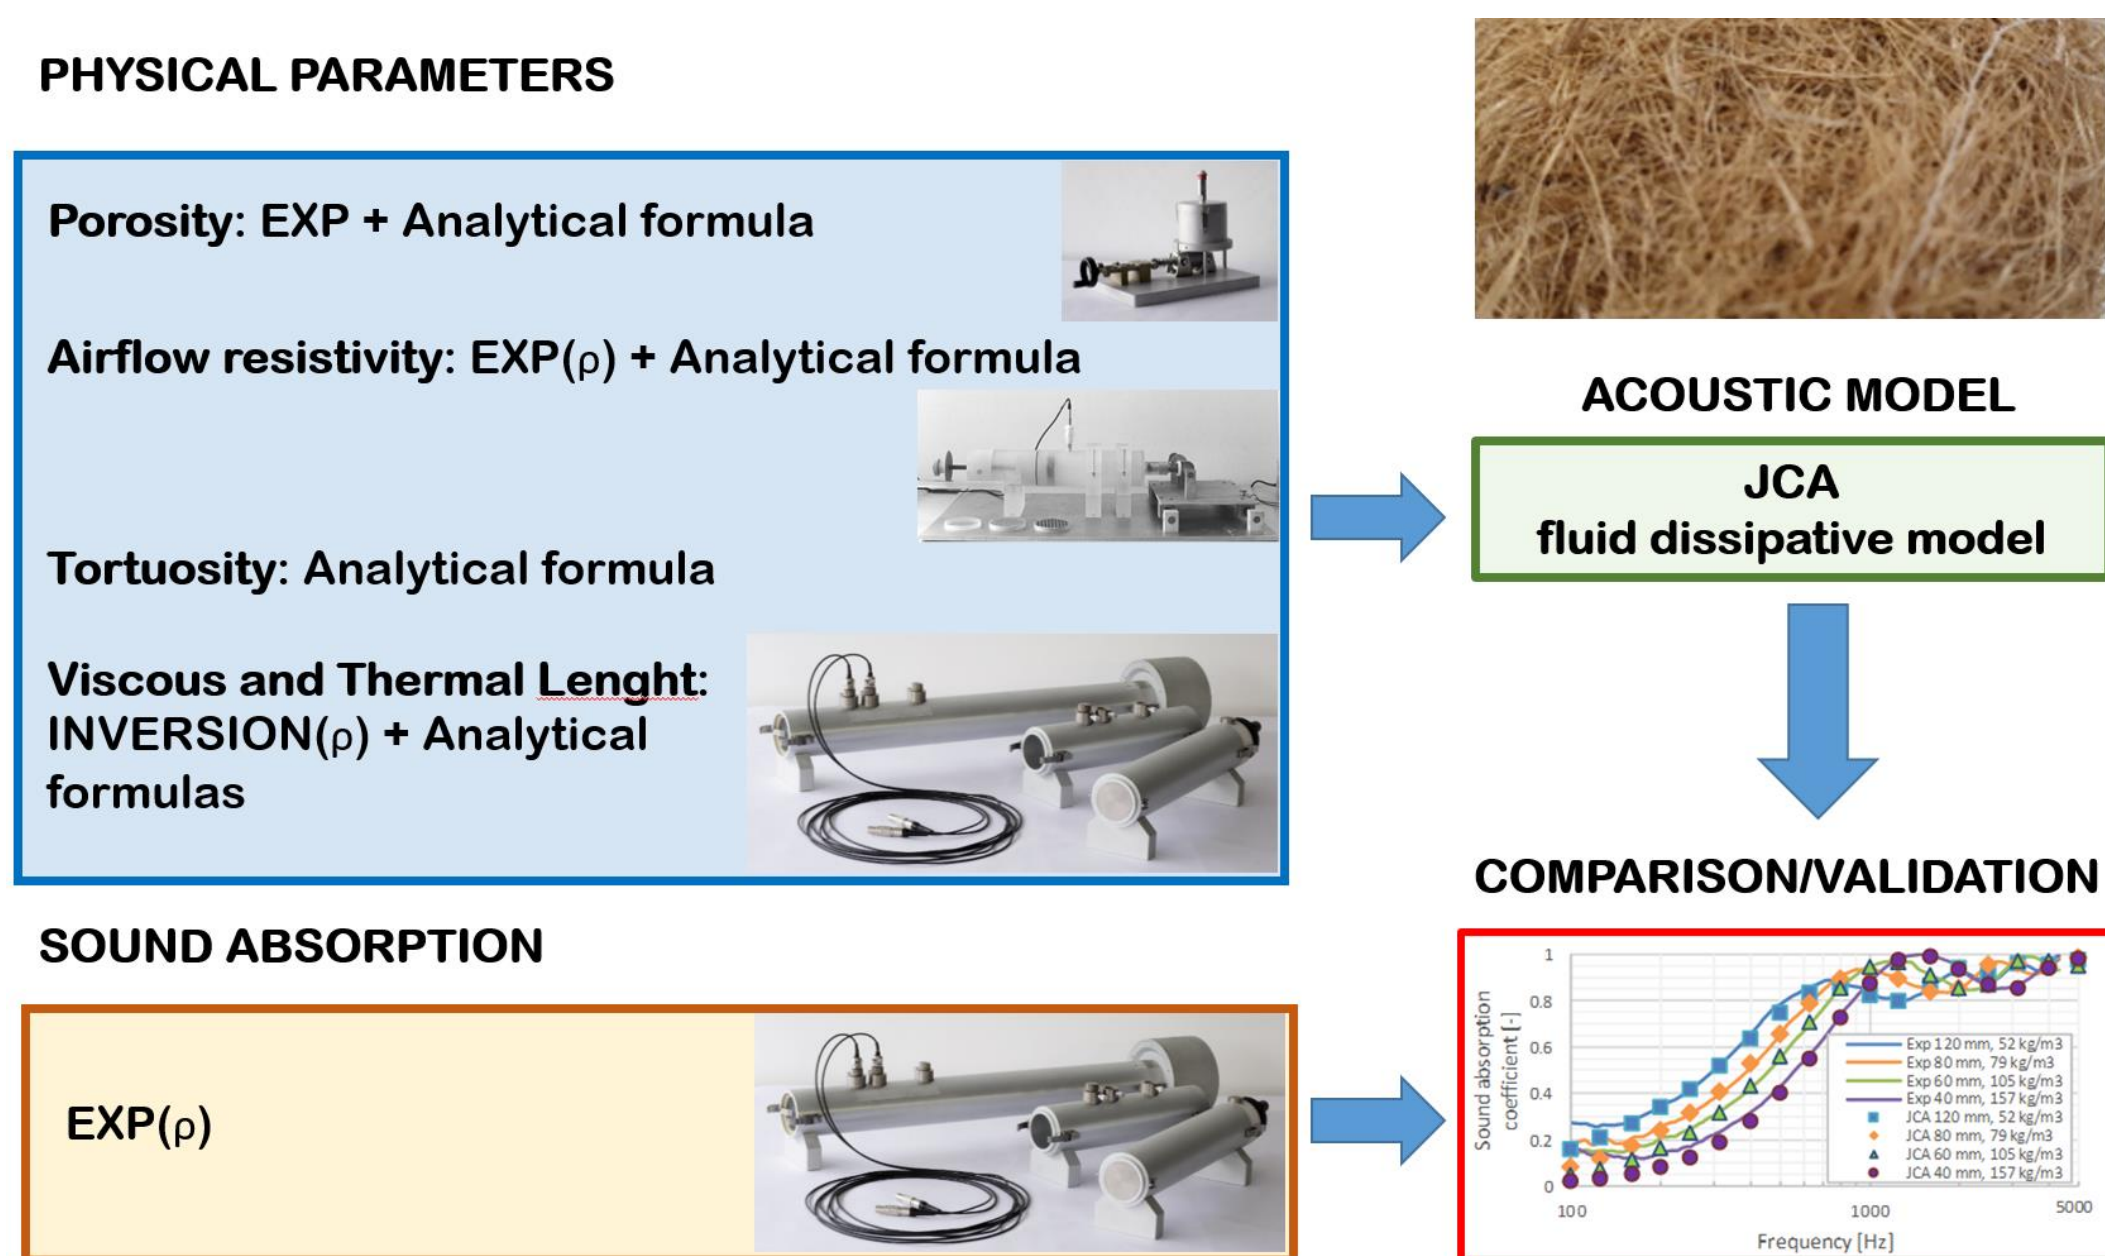 PHYSICAL PARAMETERS
Porosity: EXP + Analytical formula
Airflow resistivity: EXP(ρ) + Analytical formula
Tortuosity: Analytical formula
Viscous and Thermal Lenght:
INVERSION(ρ) + Analytical
formulas
SOUND ABSORPTION
EXP(ρ)
ACOUSTIC MODEL
JCA
fluid dissipative model
COMPARISON/VALIDATION
Sound absorption
coefficient [-]
1
0.8
0.6
0.4
0.2
0
Exp 120 mm, 52 kg/m3
Exp 80 mm, 79 kg/m3
Exp 60 mm, 105 kg/m3
Exp 40 mm, 157 kg/m3
JCA 120 mm, 52 kg/m3
JCA 80 mm, 79 kg/m3
JCA 60 mm, 105 kg/m3
JCA 40 mm, 157 kg/m3
100
1000
5000
Frequency [Hz]